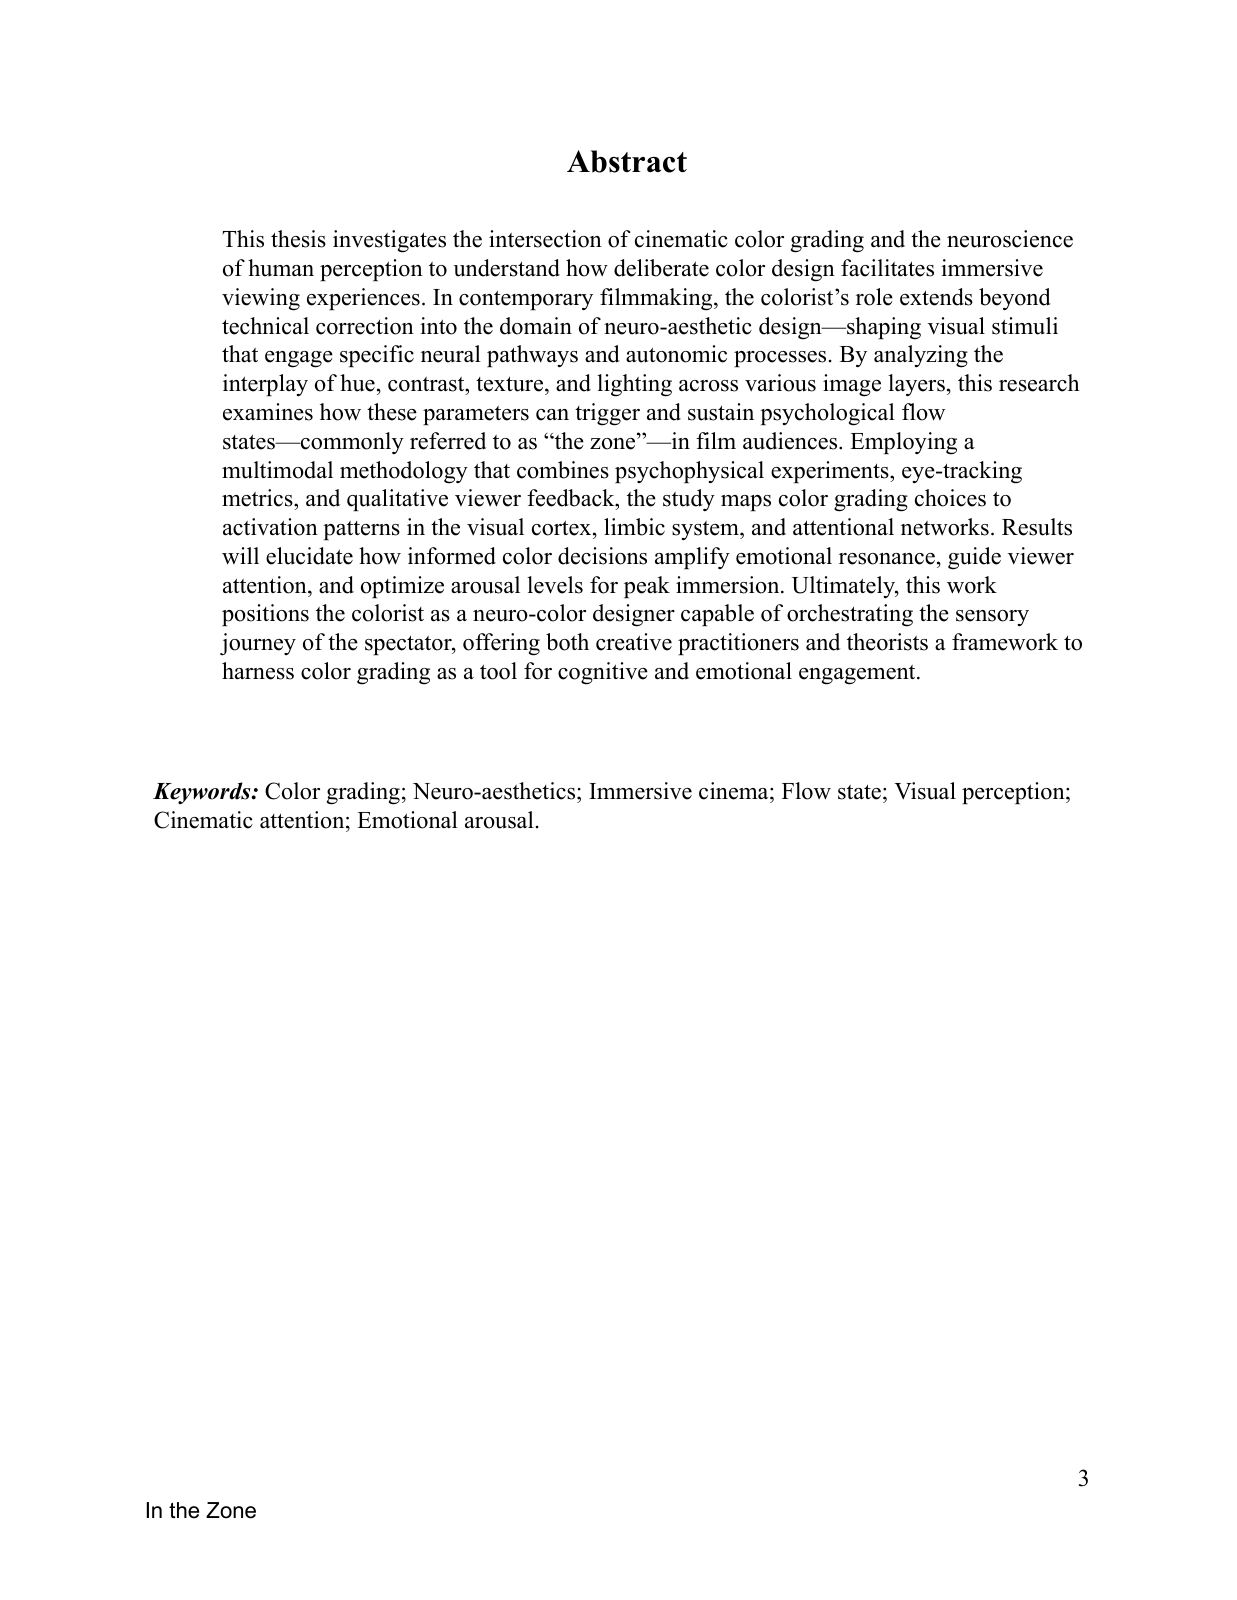 Abstract
This thesis investigates the intersection of cinematic color grading and the neuroscience
of human perception to understand how deliberate color design facilitates immersive
viewing experiences. In contemporary filmmaking, the colorist’s role extends beyond
technical correction into the domain of neuro-aesthetic design—shaping visual stimuli
that engage specific neural pathways and autonomic processes. By analyzing the
interplay of hue, contrast, texture, and lighting across various image layers, this research
examines how these parameters can trigger and sustain psychological flow
states—commonly referred to as “the zone”—in film audiences. Employing a
multimodal methodology that combines psychophysical experiments, eye-tracking
metrics, and qualitative viewer feedback, the study maps color grading choices to
activation patterns in the visual cortex, limbic system, and attentional networks. Results
will elucidate how informed color decisions amplify emotional resonance, guide viewer
attention, and optimize arousal levels for peak immersion. Ultimately, this work
positions the colorist as a neuro-color designer capable of orchestrating the sensory
journey of the spectator, offering both creative practitioners and theorists a framework to
harness color grading as a tool for cognitive and emotional engagement.
Keywords: Color grading; Neuro-aesthetics; Immersive cinema; Flow state; Visual perception;
Cinematic attention; Emotional arousal.
3
In the Zone